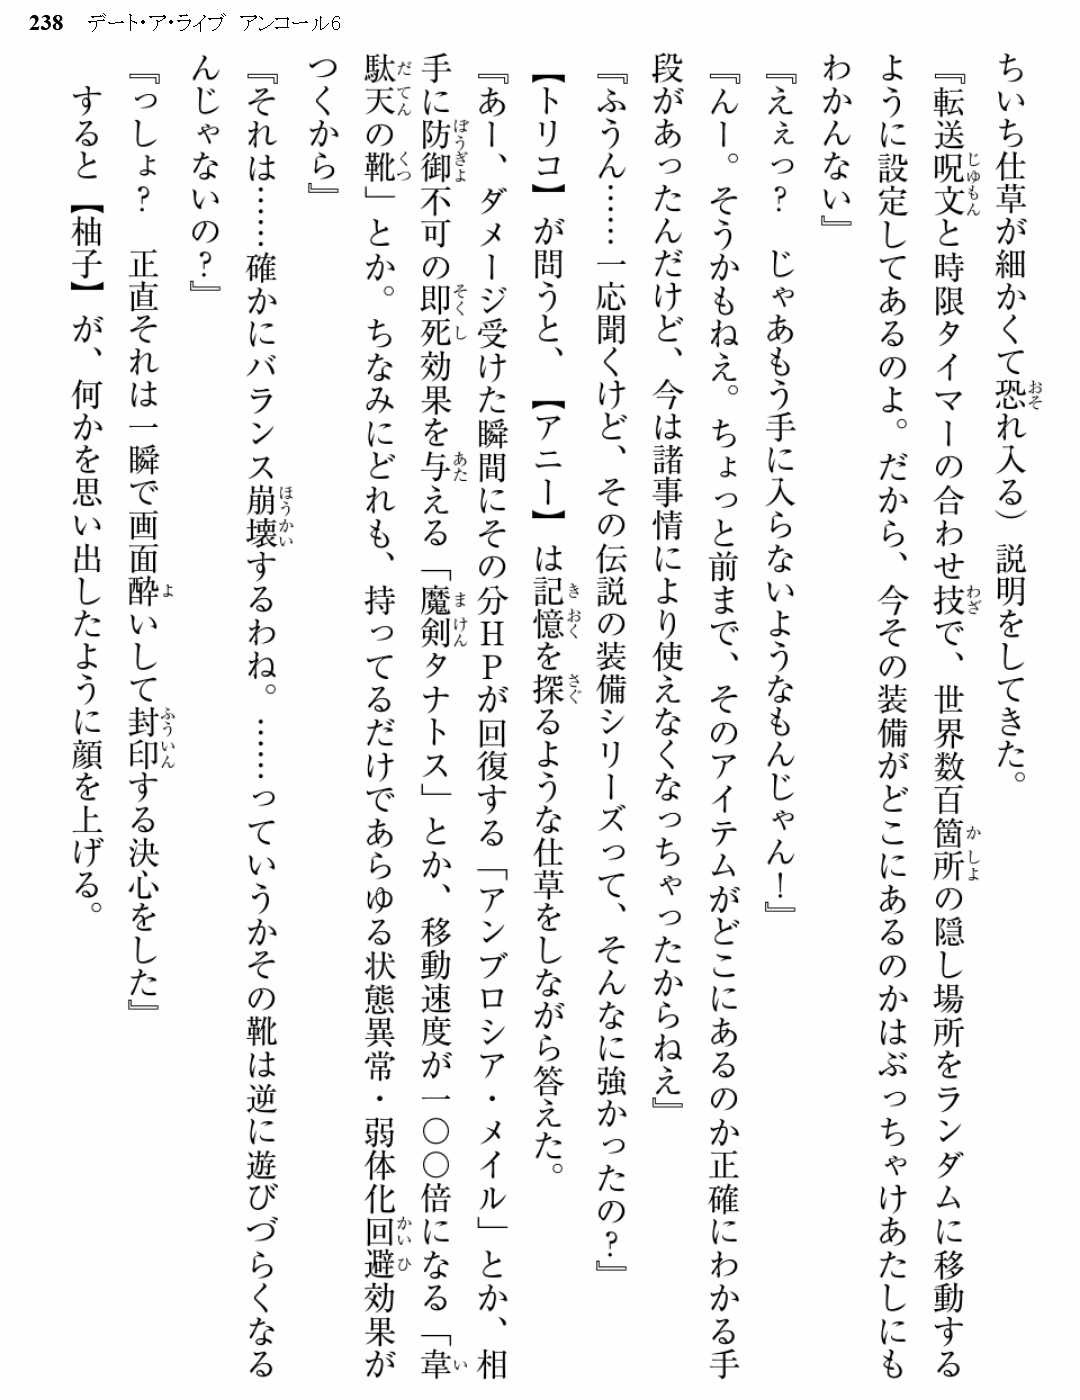 238 デート・ア・ライブ アンコール6
ちいち仕草が細かくて恐れ入る）説明をしてきた。
『転送呪文と時限タイマーの合わせ技で、世界数百箇所の隠し場所をランダムに移動する
ように設定してあるのよ。だから、今その装備がどこにあるのかはぶっちゃけあたしにも
わかんない』
『えぇっ？　じゃあもう手に入らないようなもんじゃん！』
『んー。そうかもねえ。ちょっと前まで、そのアイテムがどこにあるのか正確にわかる手
段があったんだけど、今は諸事情により使えなくなっちゃったからねえ』
『ふうん……一応聞くけど、その伝説の装備シリーズって、そんなに強かったの？』
【トリコ】が問うと、【アニー】は記憶を探るような仕草をしながら答えた。
『あー、ダメージ受けた瞬間にその分ＨＰが回復する「アンブロシア・メイル」とか、相
手に防御不可の即死効果を与える「魔剣タナトス」とか、移動速度が一〇〇倍になる「韋
駄天の靴」とか。ちなみにどれも、持ってるだけであらゆる状態異常・弱体化回避効果が
つくから』
『それは……確かにバランス崩壊するわね。……っていうかその靴は逆に遊びづらくなる
んじゃないの？』
『っしょ？　正直それは一瞬で画面酔いして封印する決心をした』
すると【柚子】が、何かを思い出したように顔を上げる。